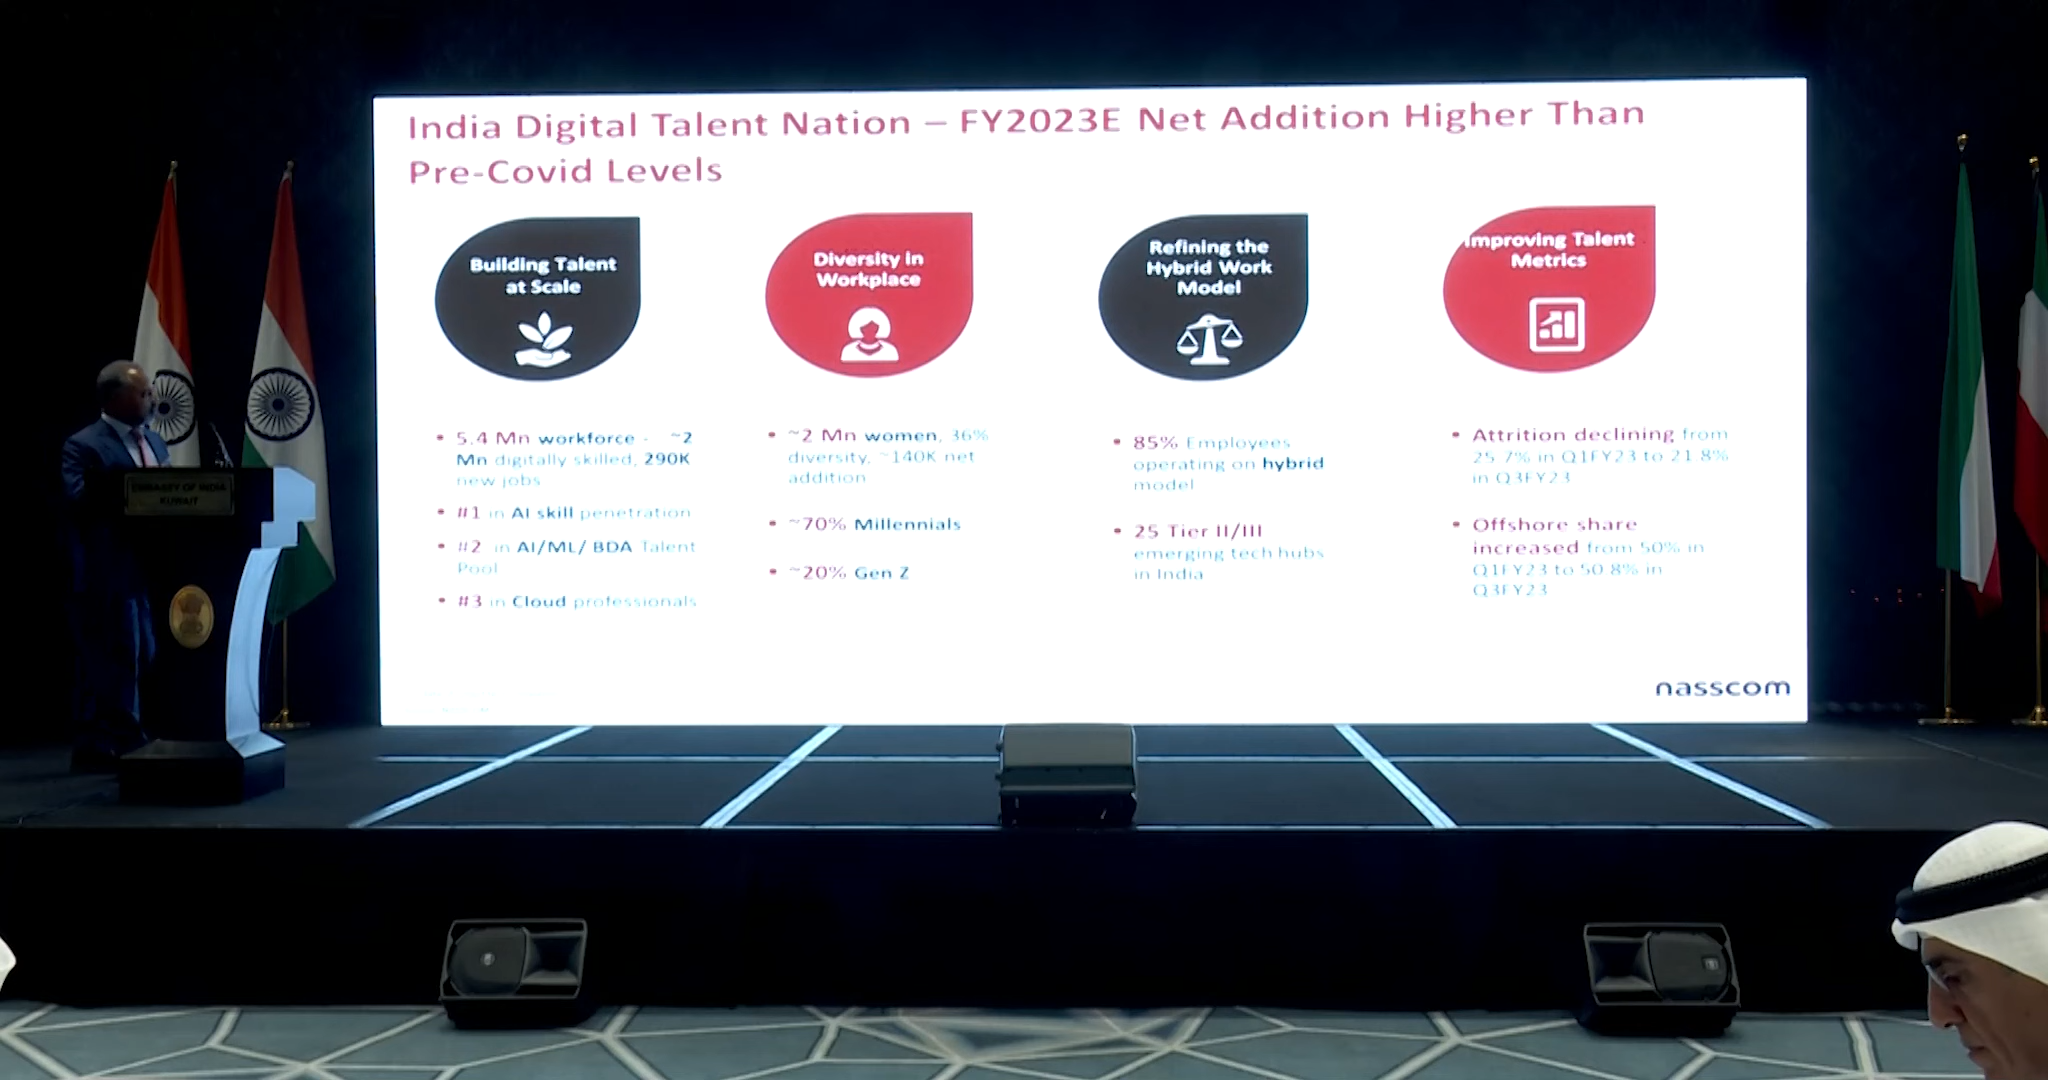 India Digital Talent Nation – FY2023E Net Addition Higher Than
Pre-Covid Levels
Building Talent
at Scale
• 5.4 Mn workforce - ~2
Mn digitally skilled, 290K
new jobs
• #1 in AI skill penetration
• #2 in AI/ML/ BDA Talent
Pool
• #3 in Cloud professionals
Diversity in
Workplace
• ~2 Mn women, 36%
diversity, ~140K net
addition
• ~70% Millennials
• ~20% Gen Z
Refining the
Hybrid Work
Model
• 85% Employees
operating on hybrid
model
• 25 Tier II/III
emerging tech hubs
in India
Improving Talent
Metrics
• Attrition declining from
25.7% in Q1FY23 to 21.8%
in Q3FY23
• Offshore share
increased from 50% in
Q1FY23 to 50.8% in
Q3FY23
nasscom
EMBASSY OF INDIA
KUWAIT